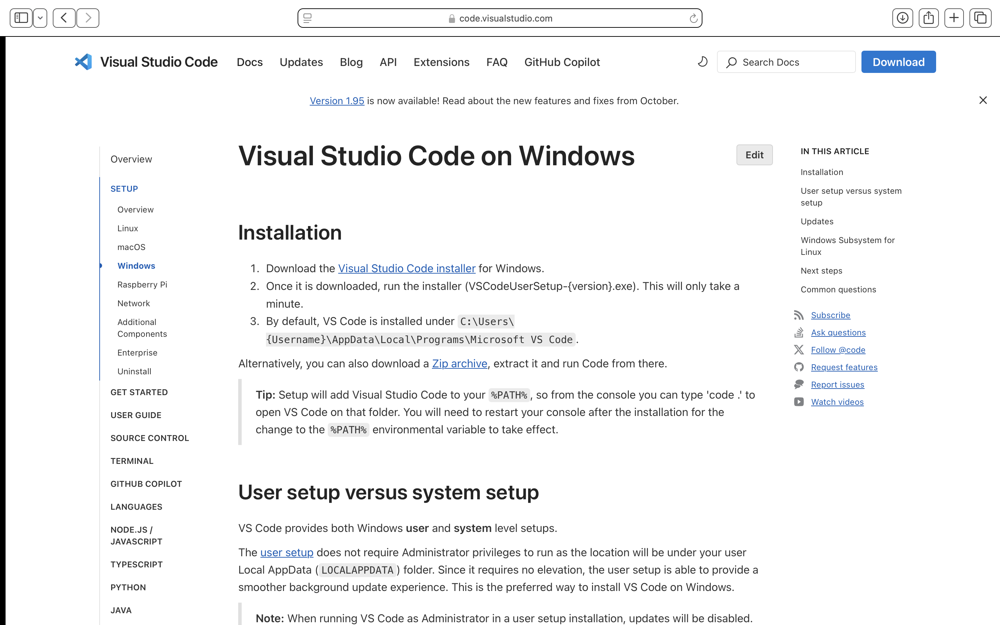 code.visualstudio.com
Visual Studio Code
Docs
Updates
Blog
API
Extensions
FAQ
GitHub Copilot
Search Docs
Download
Version 1.95 is now available! Read about the new features and fixes from October.
Overview
SETUP
Overview
Linux
macOS
Windows
Raspberry Pi
Network
Additional
Components
Enterprise
Uninstall
GET STARTED
USER GUIDE
SOURCE CONTROL
TERMINAL
GITHUB COPILOT
LANGUAGES
NODE.JS /
JAVASCRIPT
TYPESCRIPT
PYTHON
JAVA
Visual Studio Code on Windows
Edit
Installation
1. Download the Visual Studio Code installer for Windows.
2. Once it is downloaded, run the installer (VSCodeUserSetup-{version}.exe). This will only take a
minute.
3. By default, VS Code is installed under C:\Users\
{Username}\AppData\Local\Programs\Microsoft VS Code.
Alternatively, you can also download a Zip archive, extract it and run Code from there.
Tip: Setup will add Visual Studio Code to your %PATH%, so from the console you can type 'code .' to
open VS Code on that folder. You will need to restart your console after the installation for the
change to the %PATH% environmental variable to take effect.
User setup versus system setup
VS Code provides both Windows user and system level setups.
The user setup does not require Administrator privileges to run as the location will be under your user
Local AppData (LOCALAPPDATA) folder. Since it requires no elevation, the user setup is able to provide a
smoother background update experience. This is the preferred way to install VS Code on Windows.
Note: When running VS Code as Administrator in a user setup installation, updates will be disabled.
IN THIS ARTICLE
Installation
User setup versus system
setup
Updates
Windows Subsystem for
Linux
Next steps
Common questions
Subscribe
Ask questions
Follow @code
Request features
Report issues
Watch videos